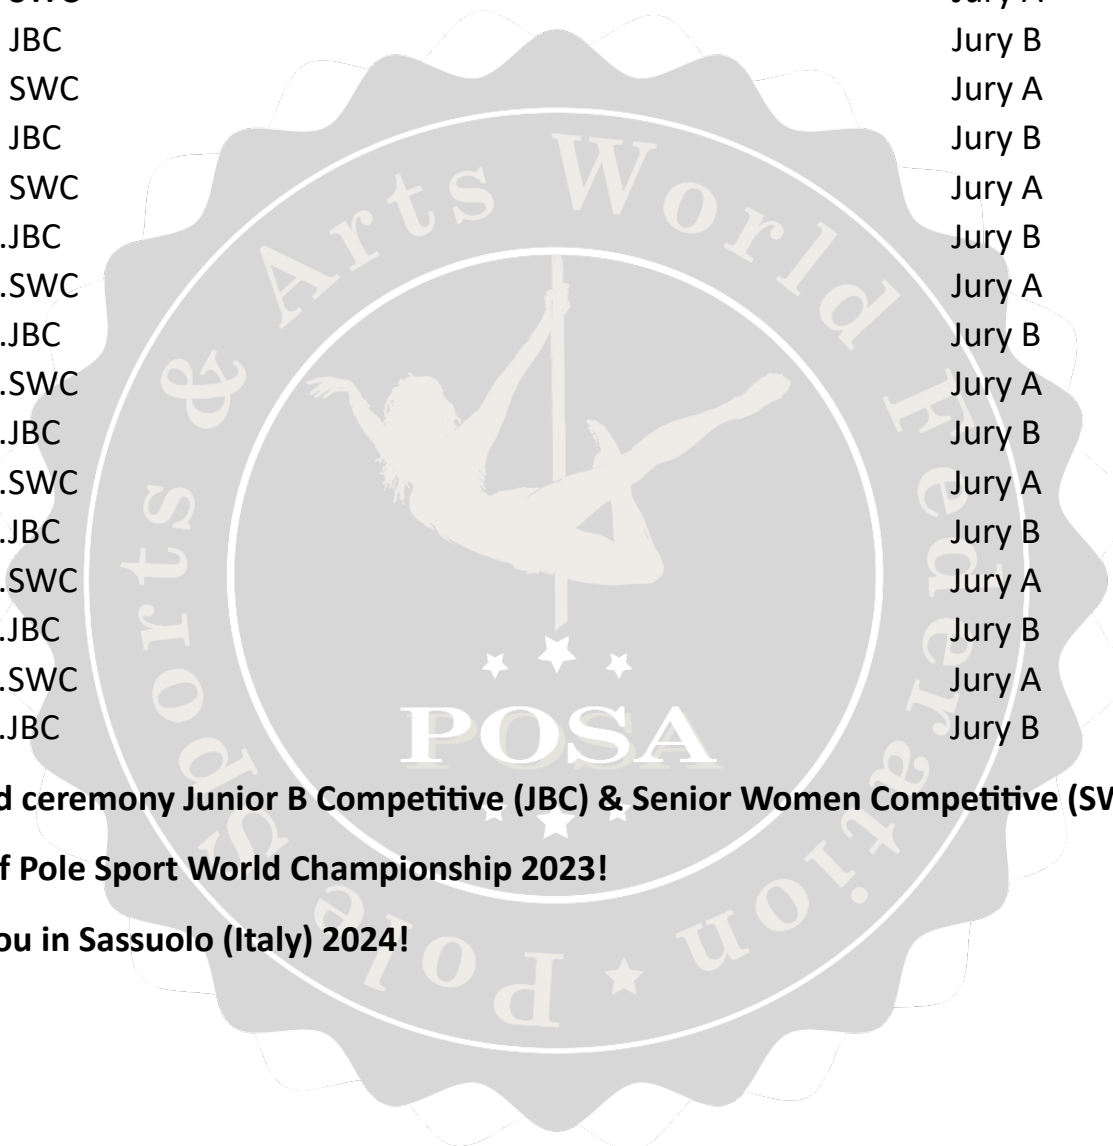 SWC Jury A
JBC Jury B
SWC Jury A
JBC Jury B
SWC Jury A
.JBC Jury B
.SWC Jury A
.JBC Jury B
.SWC Jury A
.JBC Jury B
.SWC Jury A
.JBC Jury B
.SWC Jury A
.JBC Jury B
.SWC Jury A
.JBC Jury B
d ceremony Junior B Competitive (JBC) & Senior Women Competitive (SW
f Pole Sport World Championship 2023!
ou in Sassuolo (Italy) 2024!
Pole Sports & Arts World Federation
POSA